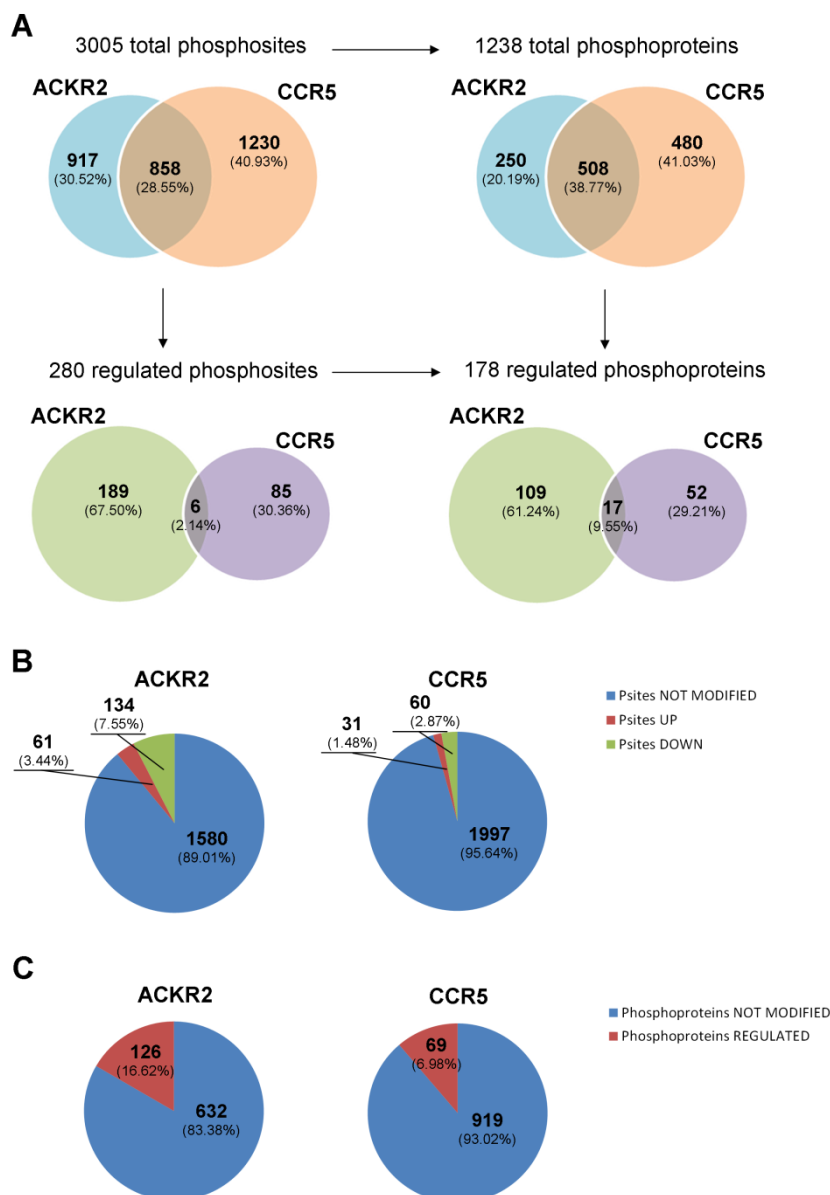 A
3005 total phosphosites
1238 total phosphoproteins
ACKR2
CCR5
917
(30.52%)
858
(28.55%)
1230
(40.93%)
ACKR2
CCR5
250
(20.19%)
508
(38.77%)
480
(41.03%)
280 regulated phosphosites
178 regulated phosphoproteins
ACKR2
CCR5
189
(67.50%)
6
(2.14%)
85
(30.36%)
ACKR2
CCR5
109
(61.24%)
17
(9.55%)
52
(29.21%)
B
ACKR2
134
(7.55%)
61
(3.44%)
1580
(89.01%)
CCR5
60
(2.87%)
31
(1.48%)
1997
(95.64%)
Psites NOT MODIFIED
Psites UP
Psites DOWN
C
ACKR2
126
(16.62%)
632
(83.38%)
CCR5
69
(6.98%)
919
(93.02%)
Phosphoproteins NOT MODIFIED
Phosphoproteins REGULATED